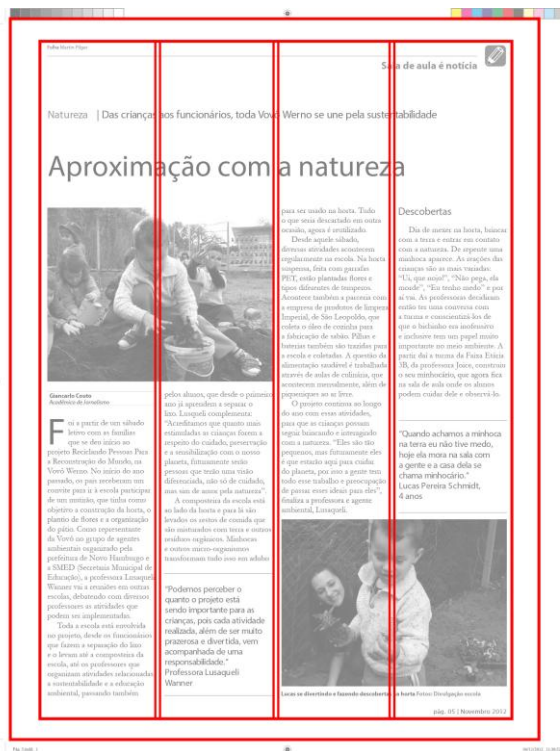 Folha Martin Pilger
Sala de aula é notícia
Natureza | Das crianças aos funcionários, toda Vovó Werno se une pela sustentabilidade
Aproximação com a natureza
Giancarlo Couto
Acadêmico de Jornalismo
Foi a partir de um sábado
letivo com as famílias
que se deu início ao
projeto Reciclando Pessoas Para
a Reconstrução do Mundo, na
Vovó Werno. No início do ano
passado, os pais receberam um
convite para ir à escola participar
de um mutirão, que tinha como
objetivo a construção da horta, o
plantio de flores e a organização
do pátio. Como representante
da Vovó no grupo de agentes
ambientais organizado pela
prefeitura de Novo Hamburgo e
a SMED (Secretaria Municipal de
Educação), a professora Lusaqueli
Wanner vai a reuniões em outras
escolas, debatendo com diversos
professores as atividades que
podem ser implementadas.
Toda a escola está envolvida
no projeto, desde os funcionários
que fazem a separação do lixo
e o levam até a composteira da
escola, até os professores que
organizam atividades relacionadas
a sustentabilidade e a educação
ambiental, passando também
pelos alunos, que desde o primeiro
ano já aprendem a separar o
lixo. Lusaqueli complementa:
"Acreditamos que quanto mais
estimuladas as crianças forem a
respeito do cuidado, preservação
e a sensibilização com o nosso
planeta, futuramente serão
pessoas que terão uma visão
diferenciada, não só de cuidado,
mas sim de amor pela natureza".
A composteira da escola está
ao lado da horta e para lá são
levados os restos de comida que
são misturados com terra e outros
resíduos orgânicos. Minhocas
e outros micro-organismos
transformam tudo isso em adubo
"Podemos perceber o
quanto o projeto está
sendo importante para as
crianças, pois cada atividade
realizada, além de ser muito
prazerosa e divertida, vem
acompanhada de uma
responsabilidade."
Professora Lusaqueli
Wanner
para ser usado na horta. Tudo
o que seria descartado em outra
ocasião, agora é reutilizado.
Desde aquele sábado,
diversas atividades acontecem
regularmente na escola. Na horta
suspensa, feita com garrafas
PET, estão plantadas flores e
tipos diferentes de temperos.
Acontece também a parceria com
a empresa de produtos de limpeza
Imperial, de São Leopoldo, que
coleta o óleo de cozinha para
a fabricação de sabão. Pilhas e
baterias também são trazidas para
a escola e coletadas. A questão da
alimentação saudável é trabalhada
através de aulas de culinária, que
acontecem mensalmente, além de
piqueniques ao ar livre.
O projeto continua ao longo
do ano com essas atividades,
para que as crianças possam
seguir buscando e interagindo
com a natureza. "Eles são tão
pequenos, mas futuramente eles
é que estarão aqui para cuidar
do planeta, por isso a gente tem
todo esse trabalho e preocupação
de passar esses ideais para eles",
finaliza a professora e agente
ambiental, Lusaqueli.
Descobertas
Dia de mexer na horta, brincar
com a terra e entrar em contato
com a natureza. De repente uma
minhoca aparece. As reações das
crianças são as mais variadas:
"Ui, que nojo!", "Não pega, ela
morde", "Eu tenho medo" e por
aí vai. As professoras decidiram
então ter uma conversa com
a turma e conscientizá-los de
que o bichinho era inofensivo
e inclusive tem um papel muito
importante no meio ambiente. A
partir daí a turma da Faixa Etária
3B, da professora Joice, construiu
o seu minhocário, que agora fica
na sala de aula onde os alunos
podem cuidar dele e observá-lo.
"Quando achamos a minhoca
na terra eu não tive medo,
hoje ela mora na sala com
a gente e a casa dela se
chama minhocário."
Lucas Pereira Schmidt,
4 anos
Lucas se divertindo e fazendo descobertas na horta Fotos: Divulgação escola
pág. 05 | Novembro 2012